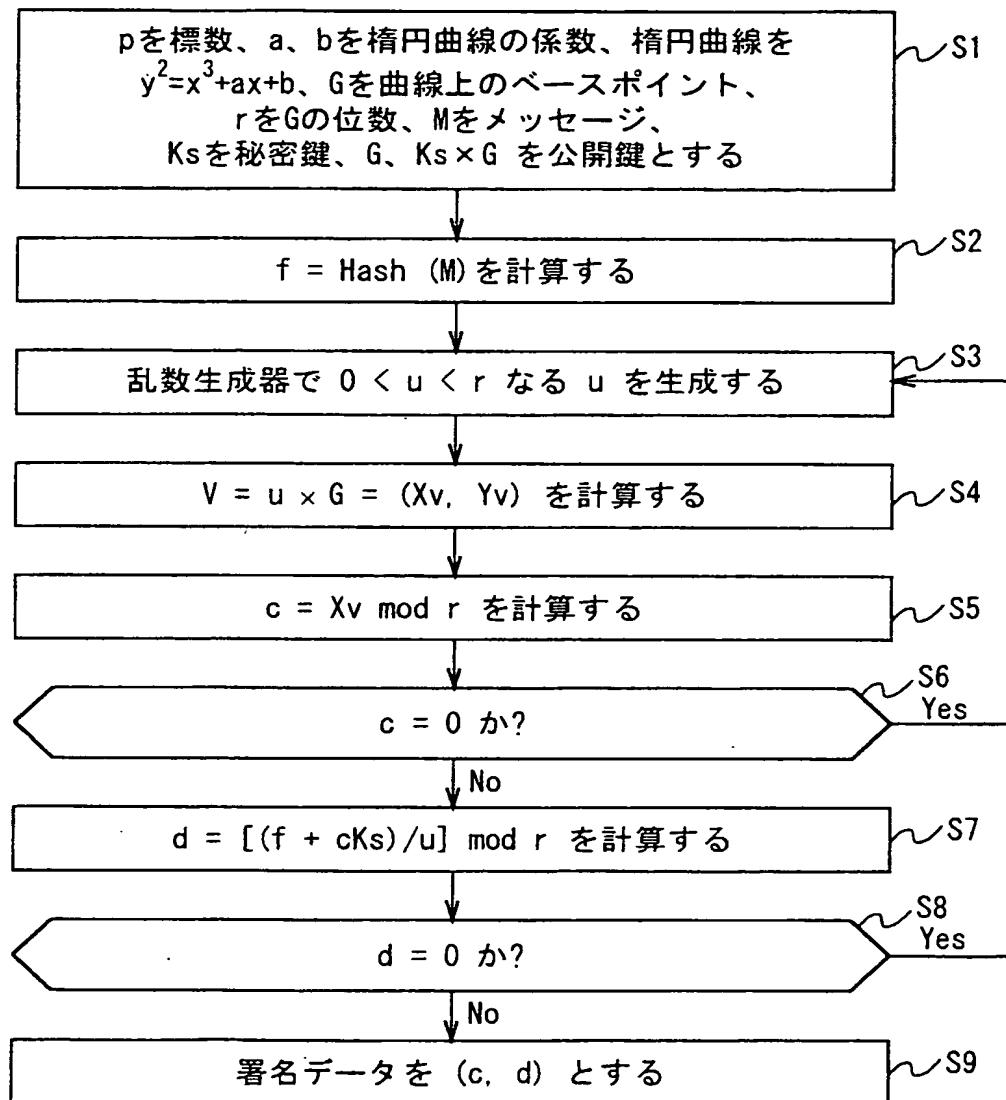 pを標数、a、bを楕円曲線の係数、楕円曲線を
y²=x³+ax+b、Gを曲線上のベースポイント、
rをGの位数、Mをメッセージ、
Ksを秘密鍵、G、Ks×G を公開鍵とする
S1
f = Hash (M)を計算する
S2
乱数生成器で 0 < u < r なる u を生成する
S3
V = u × G = (Xv, Yv) を計算する
S4
c = Xv mod r を計算する
S5
c = 0 か?
S6
Yes
No
d = [(f + cKs)/u] mod r を計算する
S7
d = 0 か?
S8
Yes
No
署名データを (c, d) とする
S9